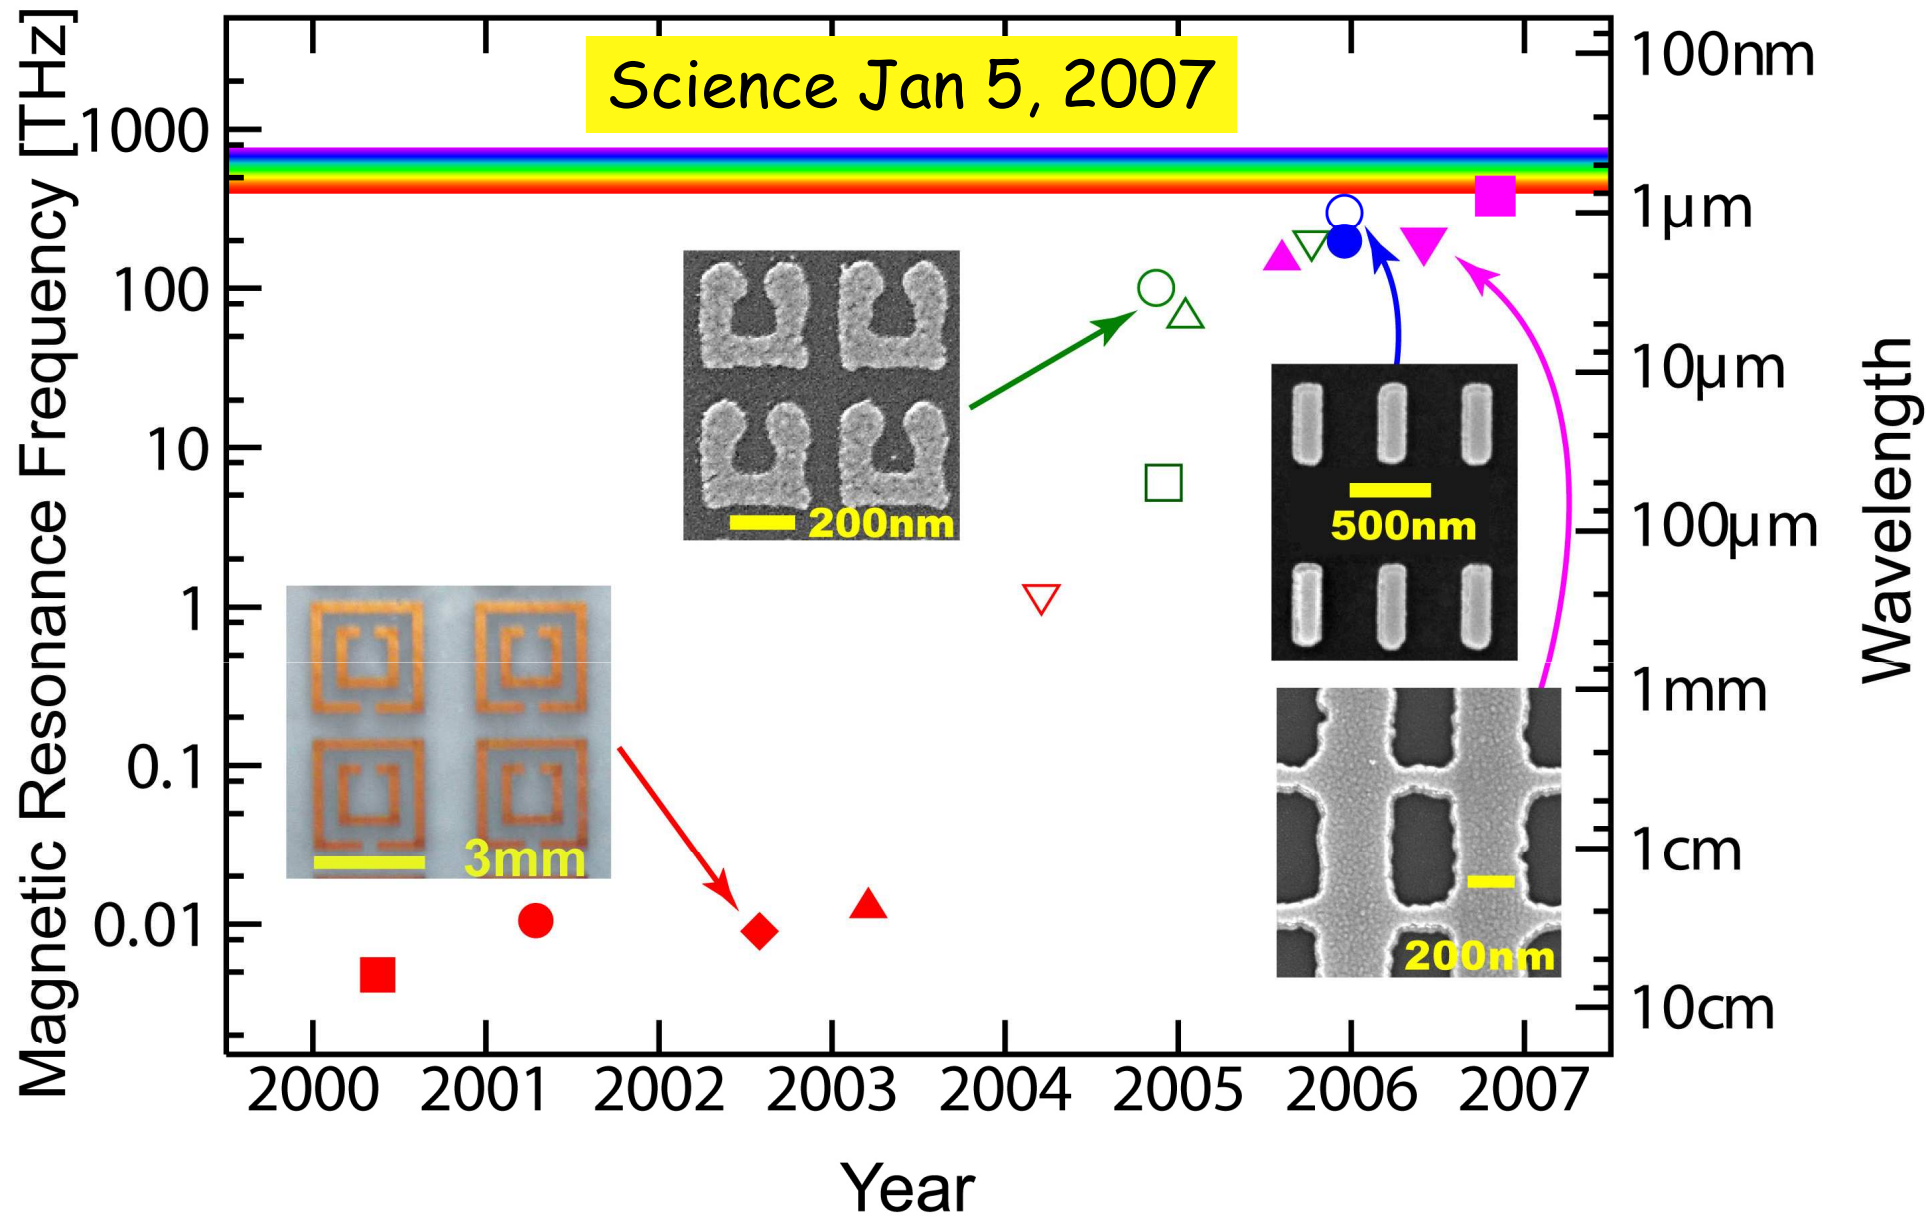 Science Jan 5, 2007
Magnetic Resonance Frequency [THz]
1000
100
10
1
0.1
0.01
200nm
3mm
500nm
200nm
100nm
1µm
10µm
100µm
1mm
1cm
10cm
Wavelength
2000 2001 2002 2003 2004 2005 2006 2007
Year